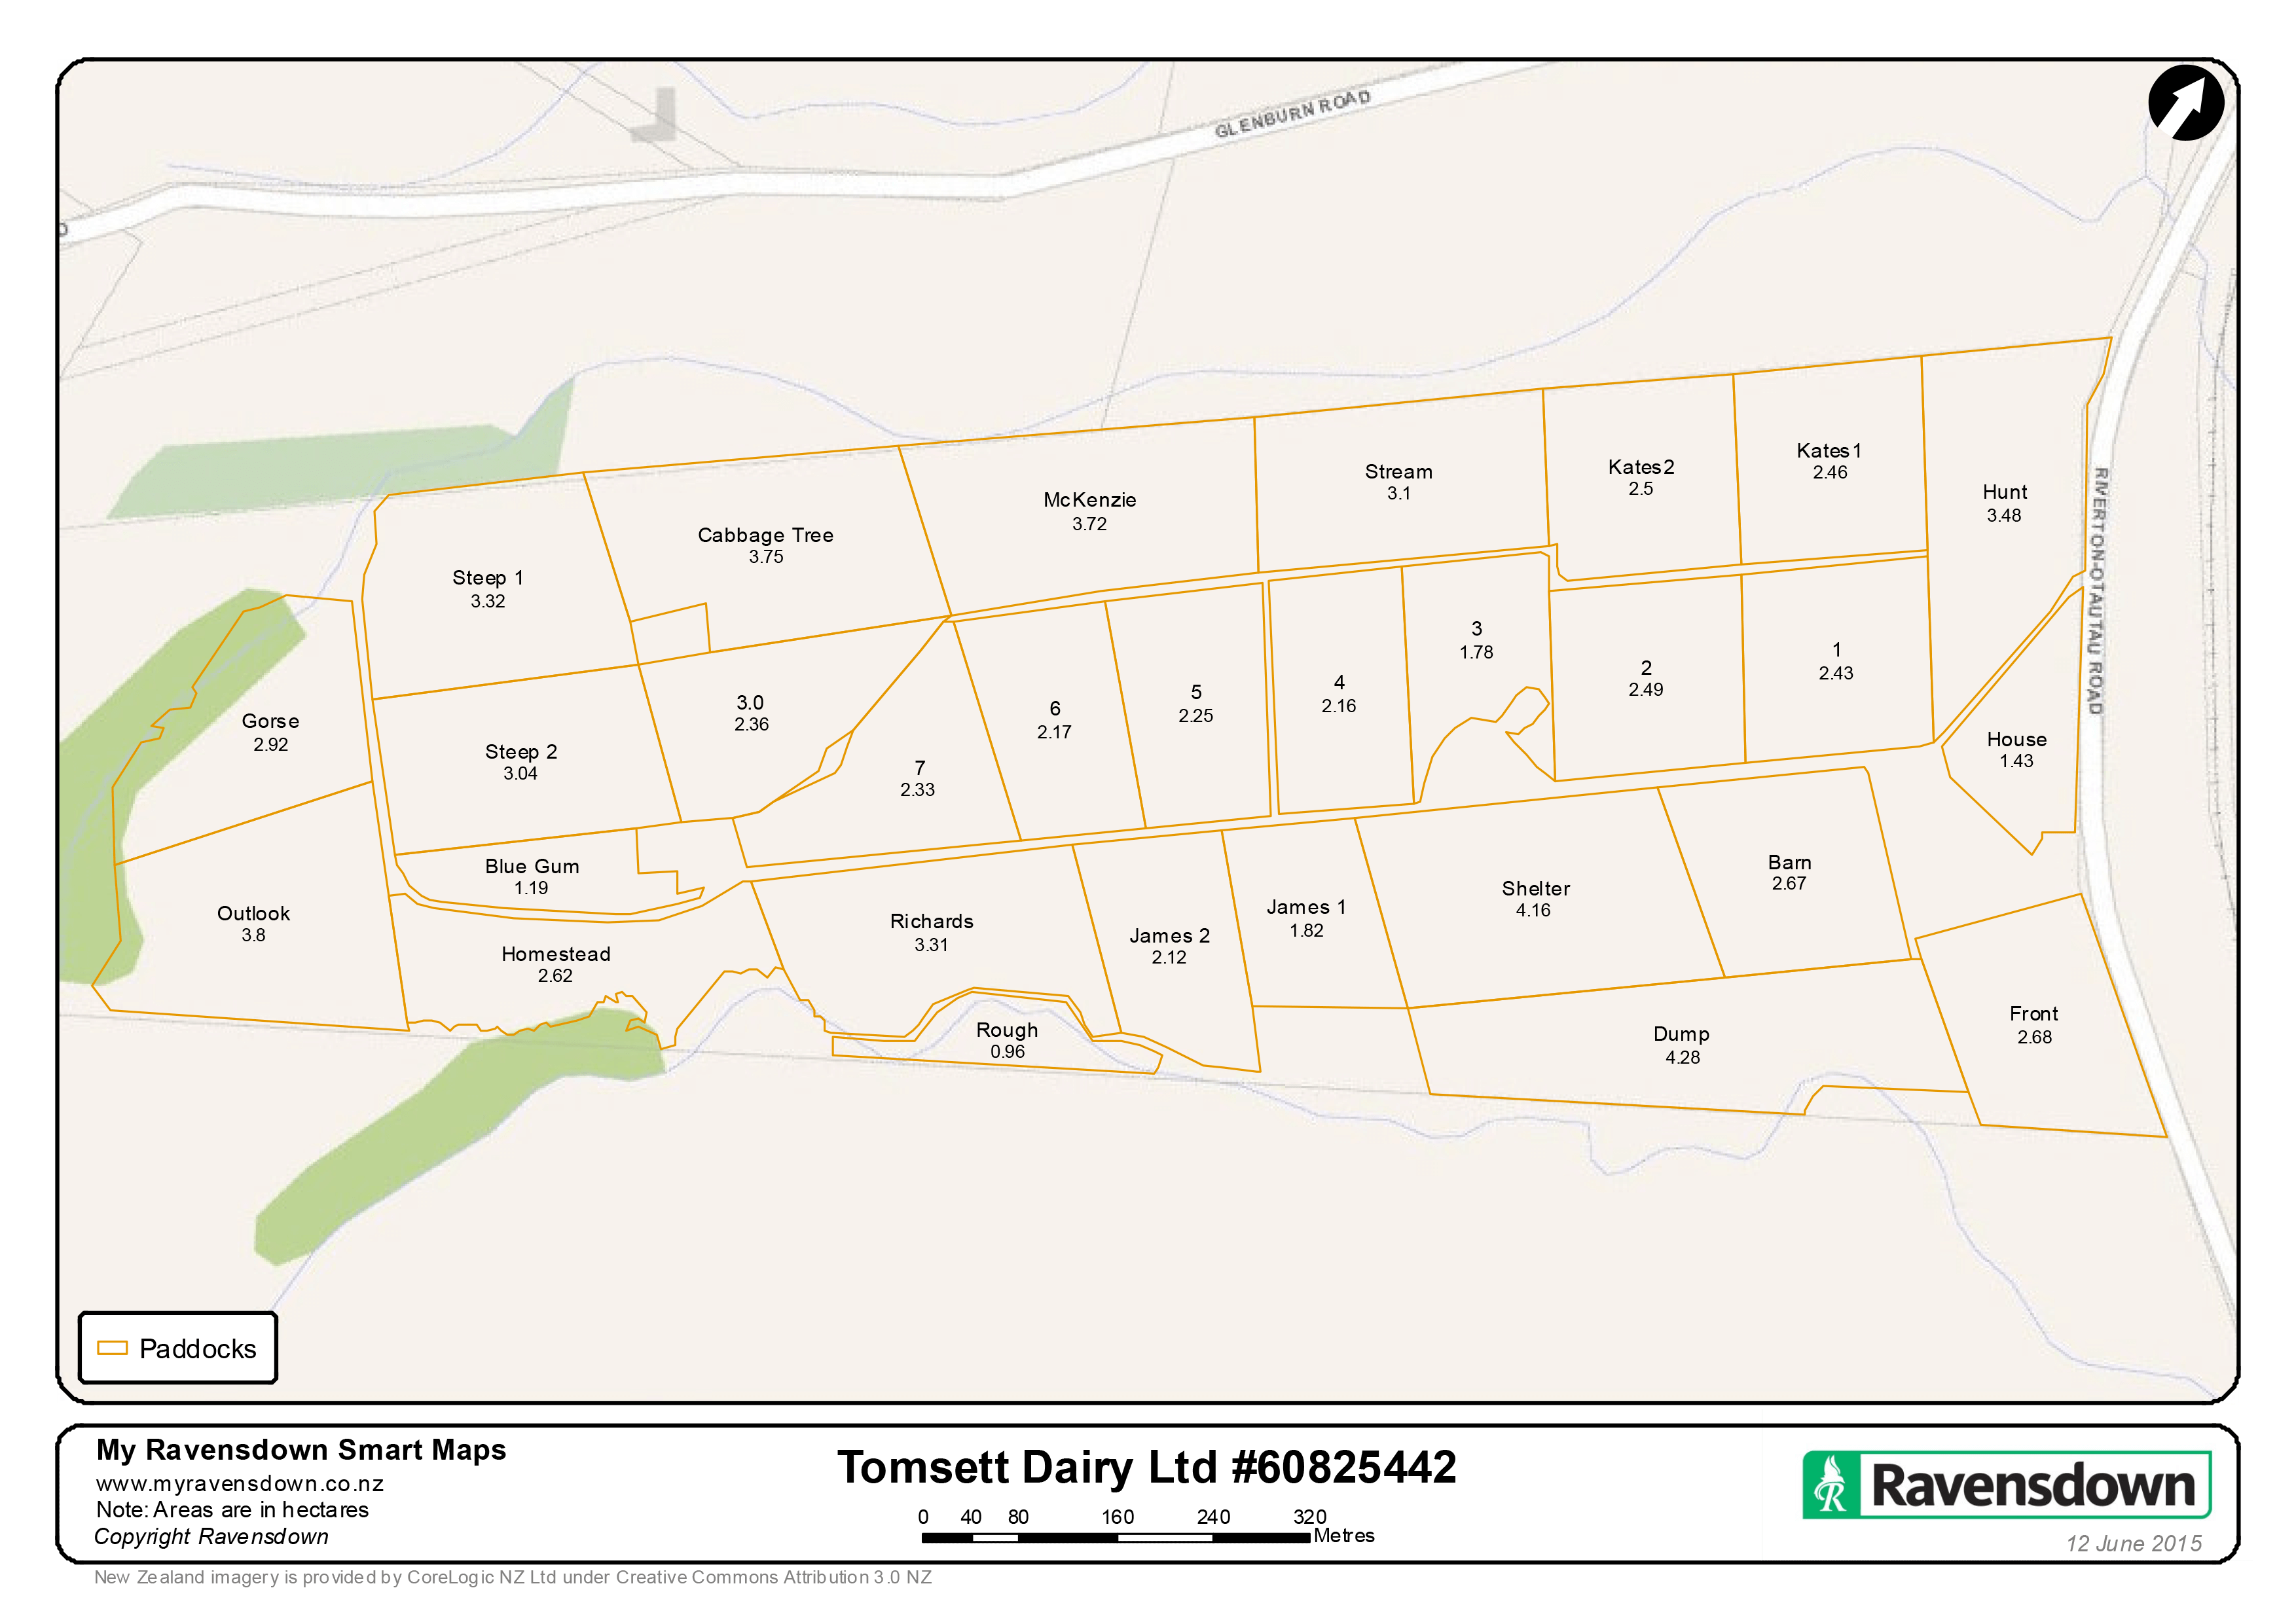 GLENBURN ROAD
D
RIVERTON-OTAUTAU ROAD
Kates1
2.46
Kates2
2.5
Stream
3.1
Hunt
3.48
McKenzie
3.72
Cabbage Tree
3.75
Steep 1
3.32
3
1.78
1
2.43
2
2.49
4
2.16
5
2.25
6
2.17
3.0
2.36
Gorse
2.92
House
1.43
Steep 2
3.04
7
2.33
Blue Gum
1.19
Barn
2.67
Shelter
4.16
James 1
1.82
Outlook
3.8
Richards
3.31
James 2
2.12
Homestead
2.62
Front
2.68
Rough
0.96
Dump
4.28
Paddocks
My Ravensdown Smart Maps
www.myravensdown.co.nz
Note: Areas are in hectares
Copyright Ravensdown
Tomsett Dairy Ltd #60825442
0 40 80 160 240 320
Metres
R Ravensdown
12 June 2015
New Zealand imagery is provided by CoreLogic NZ Ltd under Creative Commons Attribution 3.0 NZ